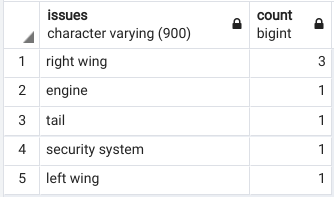 issues count
character varying (900) bigint
1 right wing 3
2 engine 1
3 tail 1
4 security system 1
5 left wing 1